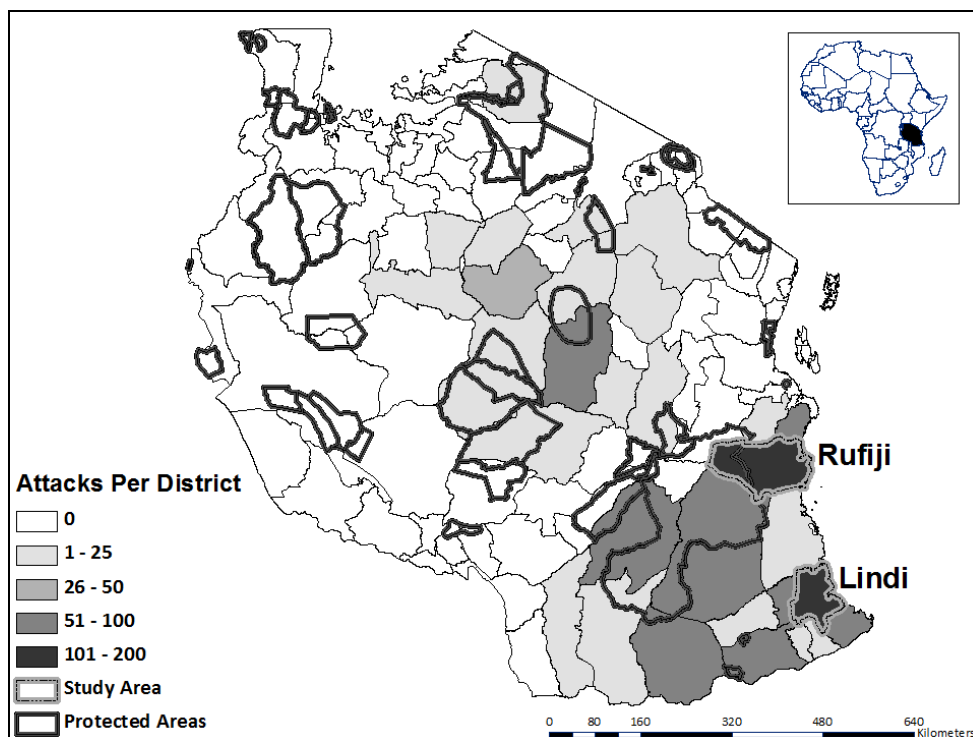 Rufiji
Lindi
Attacks Per District
0
1 - 25
26 - 50
51 - 100
101 - 200
Study Area
Protected Areas
0 80 160 320 480 640
Kilometers